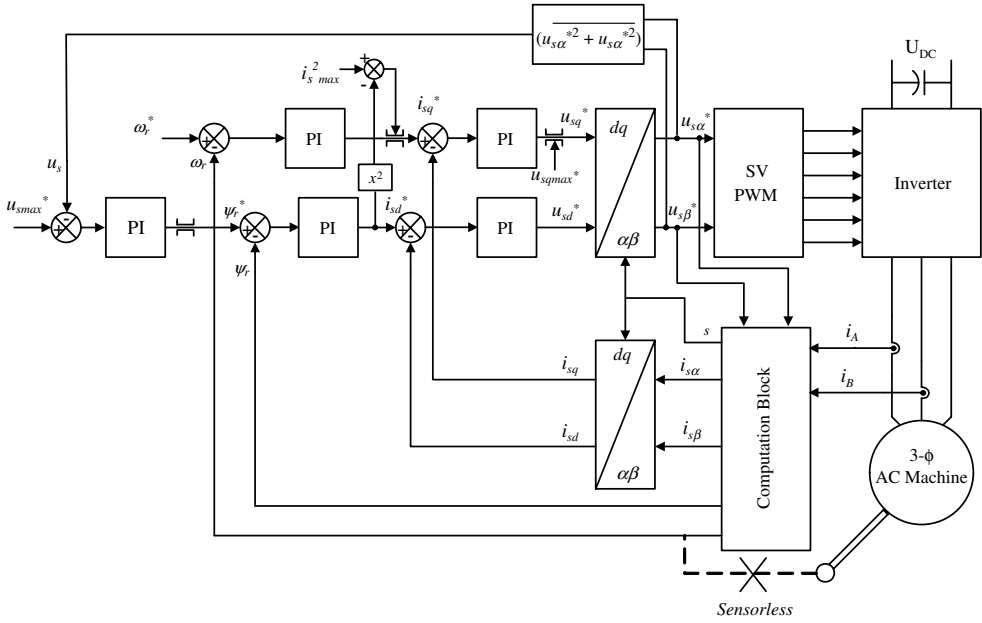 (u_sα*² + u_sα*²)
U_DC
i_s²_max
+
-
i_sq*
u_sq*
u_sα*
ω_r*
+
-
PI
+
-
PI
dq
SV
PWM
Inverter
u_s
ω_r
x²
u_sqmax*
u_smax*
-
+
PI
ψ_r*
+
-
PI
i_sd*
+
-
PI
u_sd*
u_sβ*
αβ
ψ_r
s
i_A
dq
i_sq
i_sα
i_B
Computation Block
i_sd
i_sβ
αβ
3-ϕ
AC Machine
Sensorless